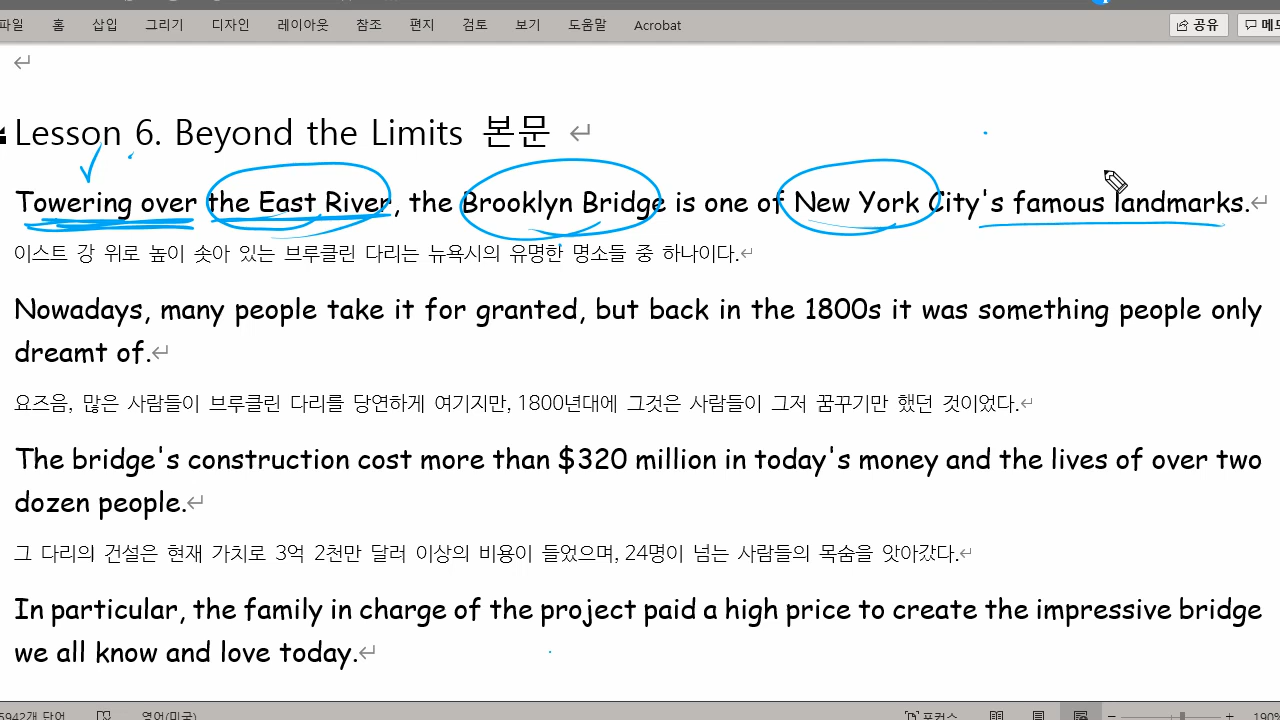 파일 홈 삽입 그리기 디자인 레이아웃 참조 편지 검토 보기 도움말 Acrobat 공유
Lesson 6. Beyond the Limits 본문
Towering over the East River, the Brooklyn Bridge is one of New York City's famous landmarks.
이스트 강 위로 높이 솟아 있는 브루클린 다리는 뉴욕시의 유명한 명소들 중 하나이다.
Nowadays, many people take it for granted, but back in the 1800s it was something people only
dreamt of.
요즈음, 많은 사람들이 브루클린 다리를 당연하게 여기지만, 1800년대에 그것은 사람들이 그저 꿈꾸기만 했던 것이었다.
The bridge's construction cost more than $320 million in today's money and the lives of over two
dozen people.
그 다리의 건설은 현재 가치로 3억 2천만 달러 이상의 비용이 들었으며, 24명이 넘는 사람들의 목숨을 앗아갔다.
In particular, the family in charge of the project paid a high price to create the impressive bridge
we all know and love today.
5942개 단어 영어(미국) 포커스